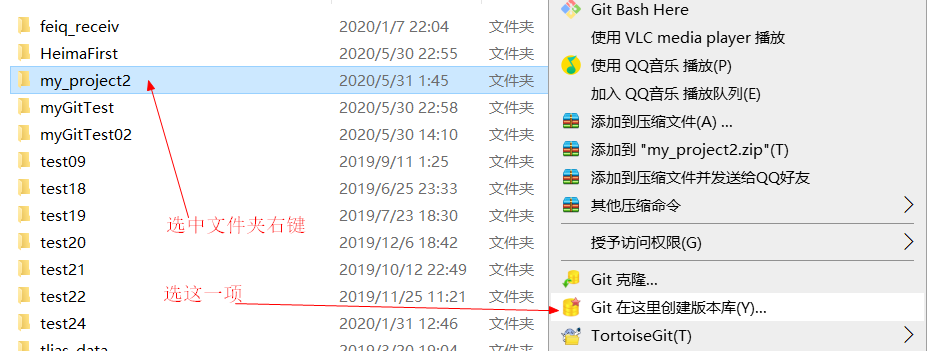 feiq_receiv 2020/1/7 22:04 文件夹
HeimaFirst 2020/5/30 22:55 文件夹
my_project2 2020/5/31 1:45 文件夹
myGitTest 2020/5/30 22:58 文件夹
myGitTest02 2020/5/30 14:10 文件夹
test09 2019/9/11 1:25 文件夹
test18 2019/6/25 23:33 文件夹
test19 2019/7/23 18:30 文件夹
test20 2019/12/6 18:42 文件夹
test21 2019/10/12 22:49 文件夹
test22 2019/11/25 11:21 文件夹
test24 2020/1/31 12:46 文件夹
tlias_data 2019/3/20 19:04 文件夹
选中文件夹右键
选这一项
Git Bash Here
使用 VLC media player 播放
使用 QQ音乐 播放(P)
加入 QQ音乐 播放队列(E)
添加到压缩文件(A) ...
添加到 "my_project2.zip"(T)
添加到压缩文件并发送给QQ好友
其他压缩命令
授予访问权限(G)
Git 克隆...
Git 在这里创建版本库(Y)...
TortoiseGit(T)